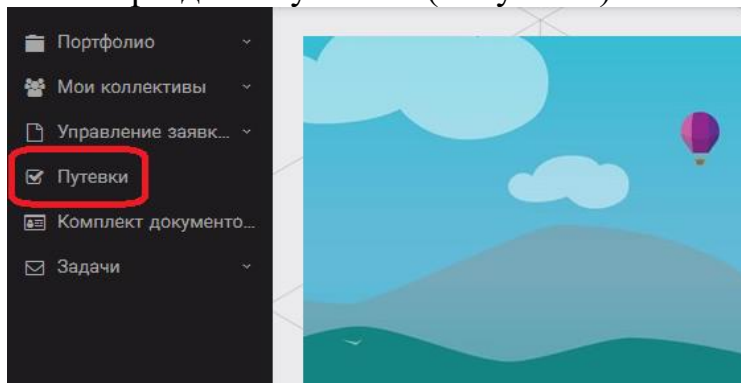 Портфолио
Мои коллективы
Управление заявк...
Путевки
Комплект документо...
Задачи